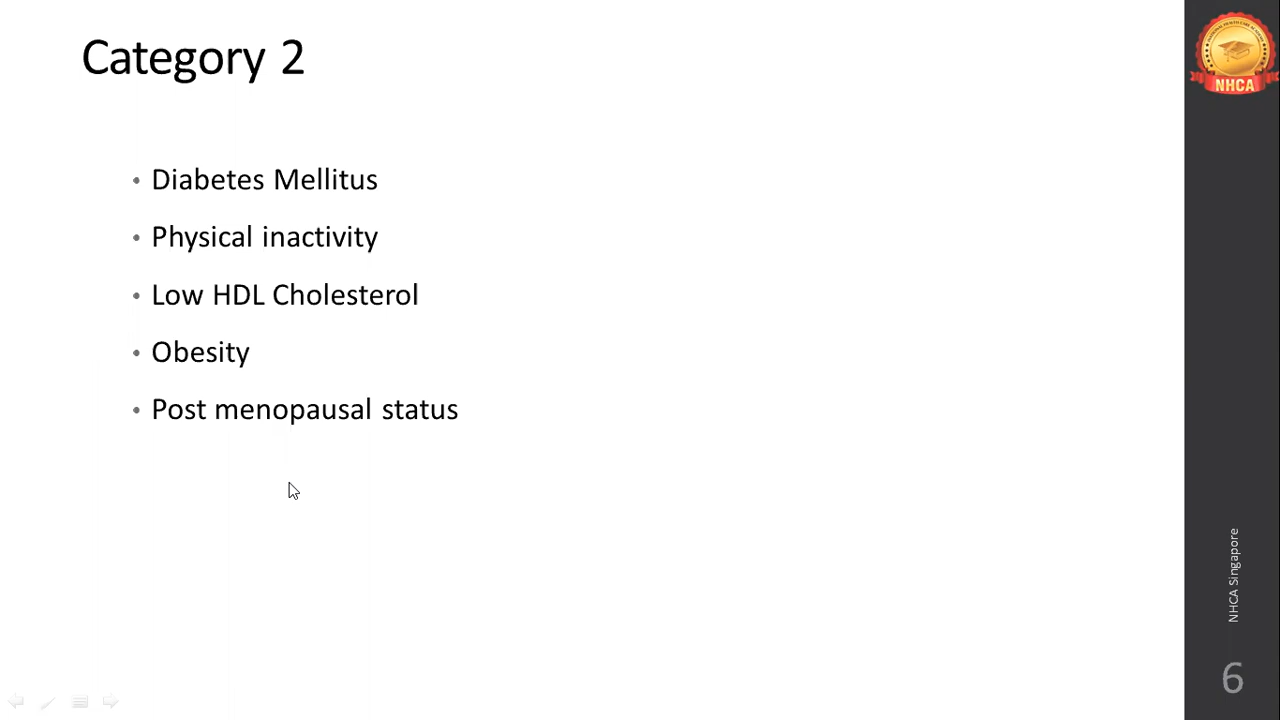 Category 2
• Diabetes Mellitus
• Physical inactivity
• Low HDL Cholesterol
• Obesity
• Post menopausal status
NHCA
NHCA Singapore
6